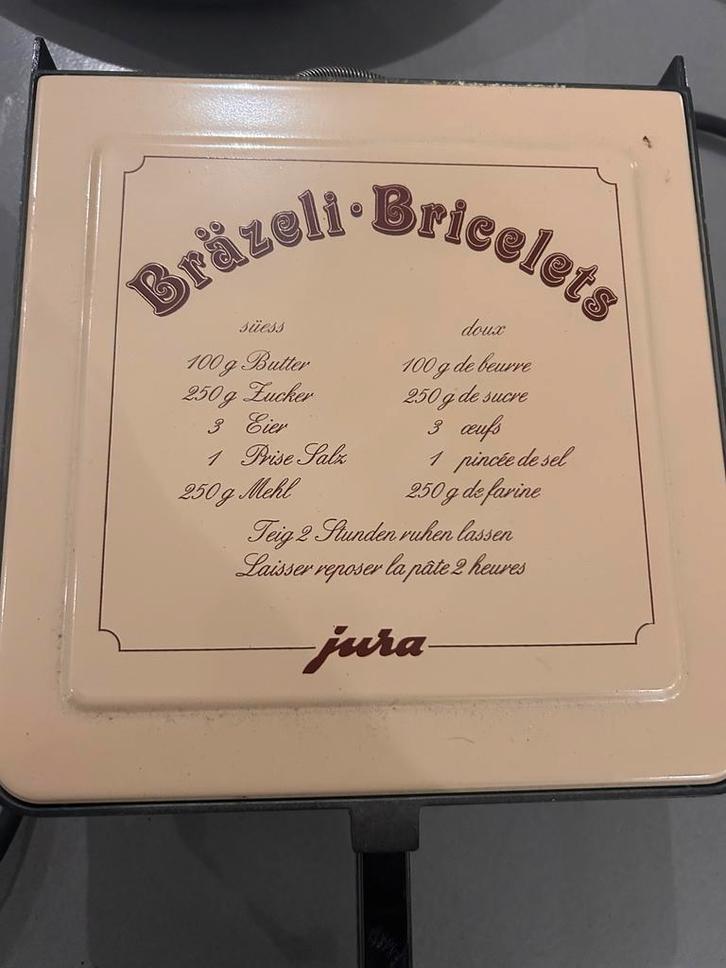 Bräzeli · Bricelets
süess doux
100 g Butter 100 g de beurre
250 g Zucker 250 g de sucre
3 Eier 3 œufs
1 Prise Salz 1 pincée de sel
250 g Mehl 250 g de farine
Teig 2 Stunden ruhen lassen
Laisser reposer la pâte 2 heures
jura